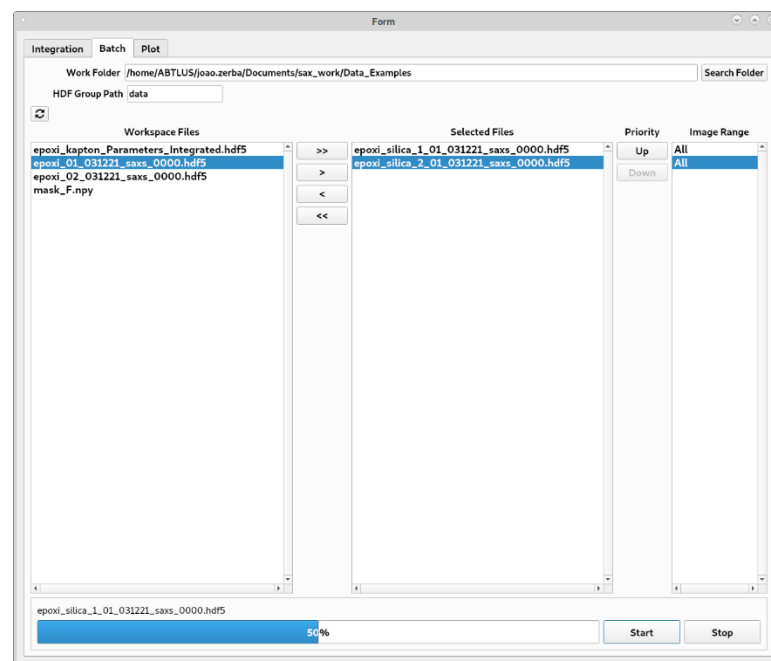 Form
Integration Batch Plot
Work Folder /home/ABTLUS/joao.zerba/Documents/sax_work/Data_Examples Search Folder
HDF Group Path data
Workspace Files Selected Files Priority Image Range
epoxi_kapton_Parameters_Integrated.hdf5 >> epoxi_silica_1_01_031221_saxs_0000.hdf5 Up All
epoxi_01_031221_saxs_0000.hdf5 epoxi_silica_2_01_031221_saxs_0000.hdf5 All
epoxi_02_031221_saxs_0000.hdf5 > Down
mask_F.npy <
<<
epoxi_silica_1_01_031221_saxs_0000.hdf5
50% Start Stop